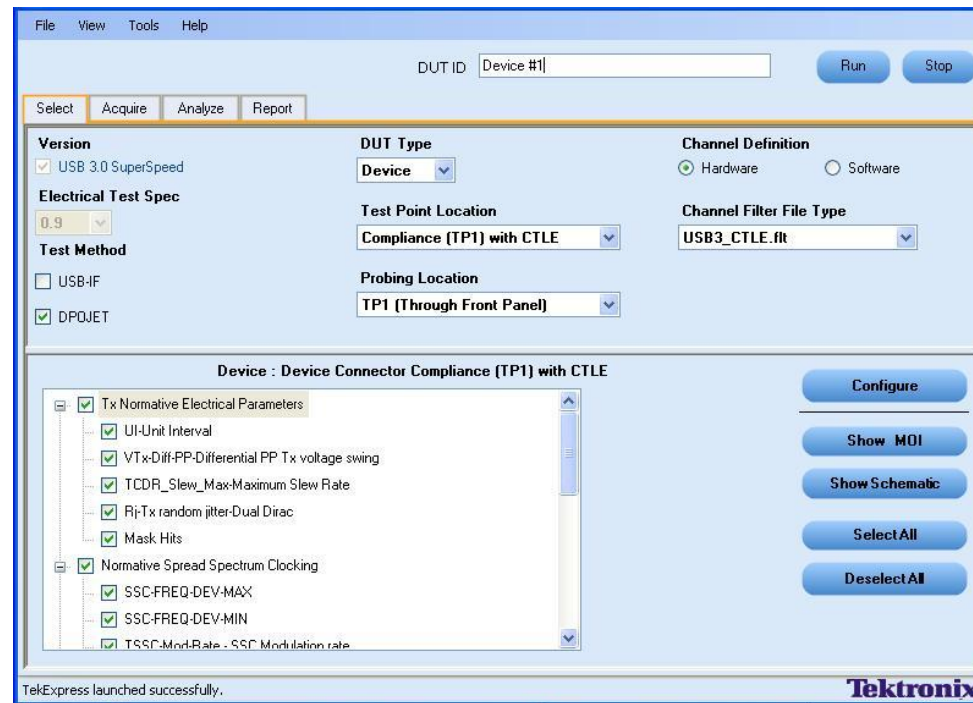 File View Tools Help
DUT ID Device #1
Run Stop
Select Acquire Analyze Report
Version
USB 3.0 SuperSpeed
Electrical Test Spec
0.9
Test Method
USB-IF
DPOJET
DUT Type
Device
Test Point Location
Compliance (TP1) with CTLE
Probing Location
TP1 (Through Front Panel)
Channel Definition
Hardware Software
Channel Filter File Type
USB3_CTLE.flt
Device : Device Connector Compliance (TP1) with CTLE
Tx Normative Electrical Parameters
UI-Unit Interval
VTx-Diff-PP-Differential PP Tx voltage swing
TCDR_Slew_Max-Maximum Slew Rate
Rj-Tx random jitter-Dual Dirac
Mask Hits
Normative Spread Spectrum Clocking
SSC-FREQ-DEV-MAX
SSC-FREQ-DEV-MIN
TSSC-Mod-Rate - SSC Modulation rate
Configure
Show MOI
Show Schematic
Select All
Deselect All
TekExpress launched successfully.
Tektronix